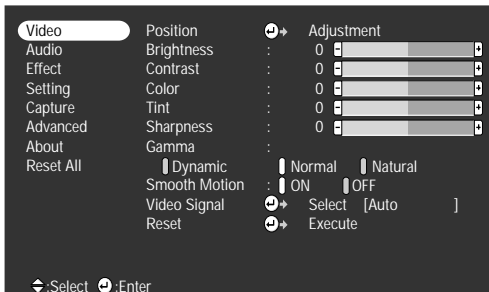 Video
Audio
Effect
Setting
Capture
Advanced
About
Reset All
Position Adjustment
Brightness : 0 - +
Contrast : 0 - +
Color : 0 - +
Tint : 0 - +
Sharpness : 0 - +
Gamma :
Dynamic Normal Natural
Smooth Motion : ON OFF
Video Signal Select [Auto ]
Reset Execute
:Select :Enter